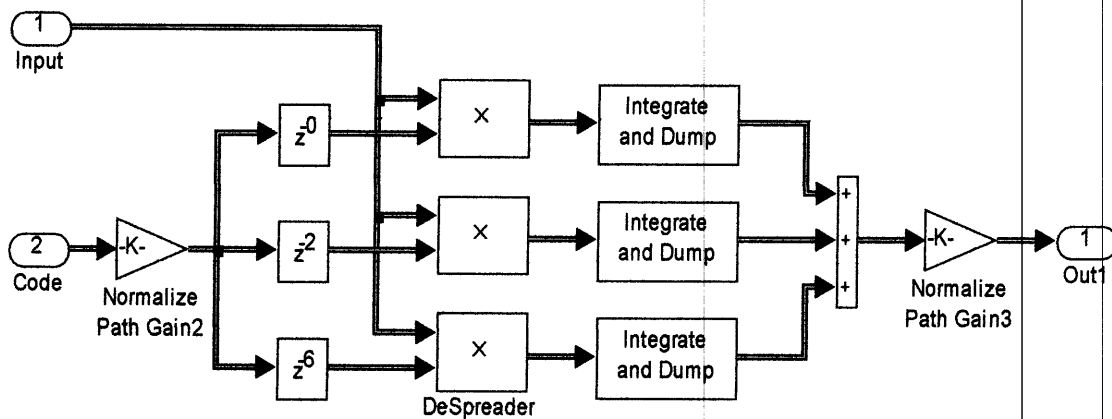 1
Input
2
Code
-K-
Normalize
Path Gain2
z-0
z-2
z-6
×
×
×
DeSpreader
Integrate
and Dump
Integrate
and Dump
Integrate
and Dump
+
+
+
-K-
Normalize
Path Gain3
1
Out1